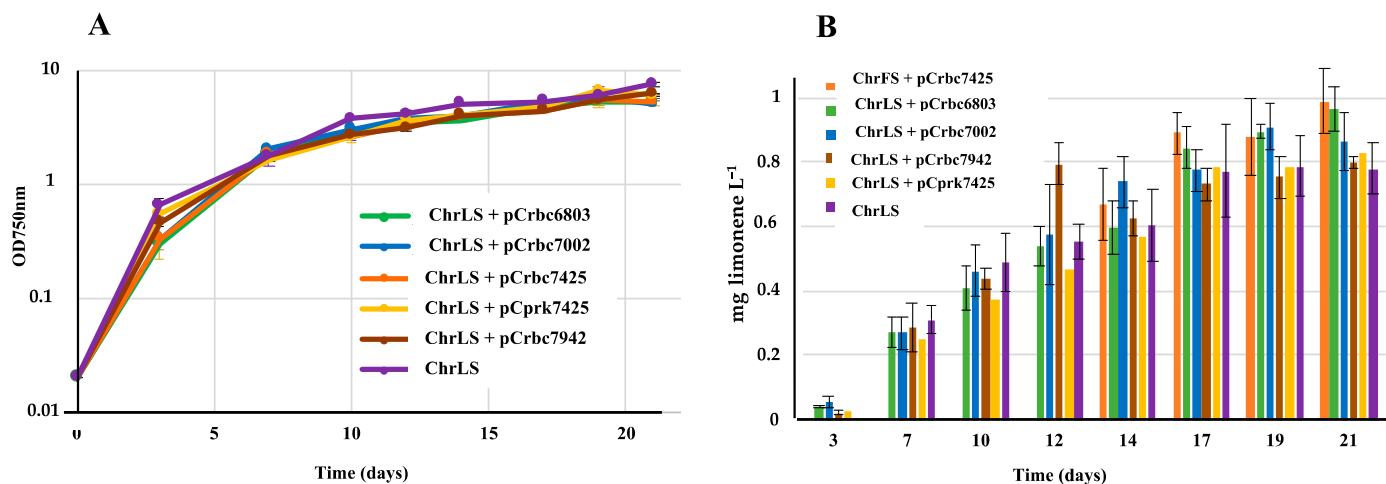 A
10
1
0.1
0.01
0
5
10
15
20
OD750nm
Time (days)
ChrLS + pCrbc6803
ChrLS + pCrbc7002
ChrLS + pCrbc7425
ChrLS + pCprk7425
ChrLS + pCrbc7942
ChrLS
B
1
0.8
0.6
0.4
0.2
0
3
7
10
12
14
17
19
21
mg limonene L⁻¹
Time (days)
ChrFS + pCrbc7425
ChrLS + pCrbc6803
ChrLS + pCrbc7002
ChrLS + pCrbc7942
ChrLS + pCprk7425
ChrLS